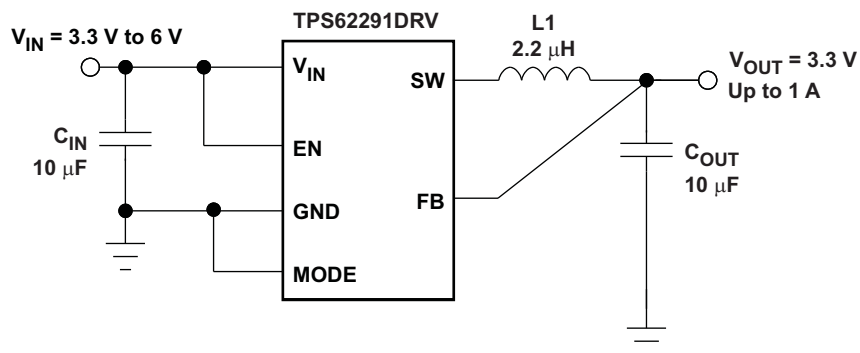 TPS62291DRV
V_IN = 3.3 V to 6 V
L1
2.2 μH
V_OUT = 3.3 V
Up to 1 A
V_IN
SW
C_IN
10 μF
EN
C_OUT
10 μF
GND
FB
MODE